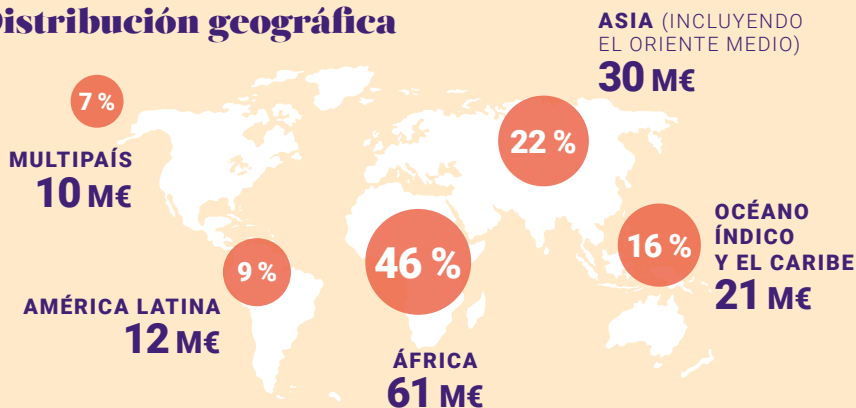 Distribución geográfica
ASIA (INCLUYENDO
EL ORIENTE MEDIO)
30 M€
7 %
22 %
MULTIPAÍS
10 M€
OCÉANO
ÍNDICO
Y EL CARIBE
21 M€
16 %
46 %
9 %
AMÉRICA LATINA
12 M€
ÁFRICA
61 M€